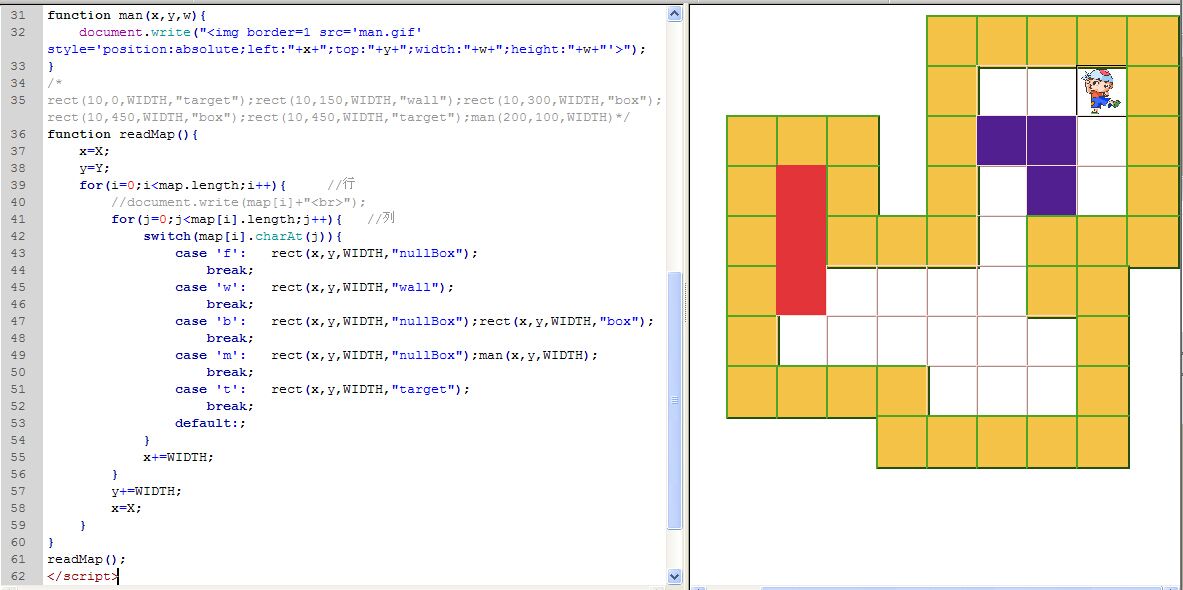 31 function man(x,y,w){
32 document.write("<img border=1 src='man.gif'
style='position:absolute;left:"+x+";top:"+y+";width:"+w+";height:"+w+"'>");
33 }
34 /*
35
rect(10,0,WIDTH,"target");rect(10,150,WIDTH,"wall");rect(10,300,WIDTH,"box");
rect(10,450,WIDTH,"box");rect(10,450,WIDTH,"target");man(200,100,WIDTH)*/
36 function readMap(){
37 x=X;
38 y=Y;
39 for(i=0;i<map.length;i++){ //行
40 //document.write(map[i]+"<br>");
41 for(j=0;j<map[i].length;j++){ //列
42 switch(map[i].charAt(j)){
43 case 'f': rect(x,y,WIDTH,"nullBox");
44 break;
45 case 'w': rect(x,y,WIDTH,"wall");
46 break;
47 case 'b': rect(x,y,WIDTH,"nullBox");rect(x,y,WIDTH,"box");
48 break;
49 case 'm': rect(x,y,WIDTH,"nullBox");man(x,y,WIDTH);
50 break;
51 case 't': rect(x,y,WIDTH,"target");
52 break;
53 default:;
54 }
55 x+=WIDTH;
56 }
57 y+=WIDTH;
58 x=X;
59 }
60 }
61 readMap();
62 </script>